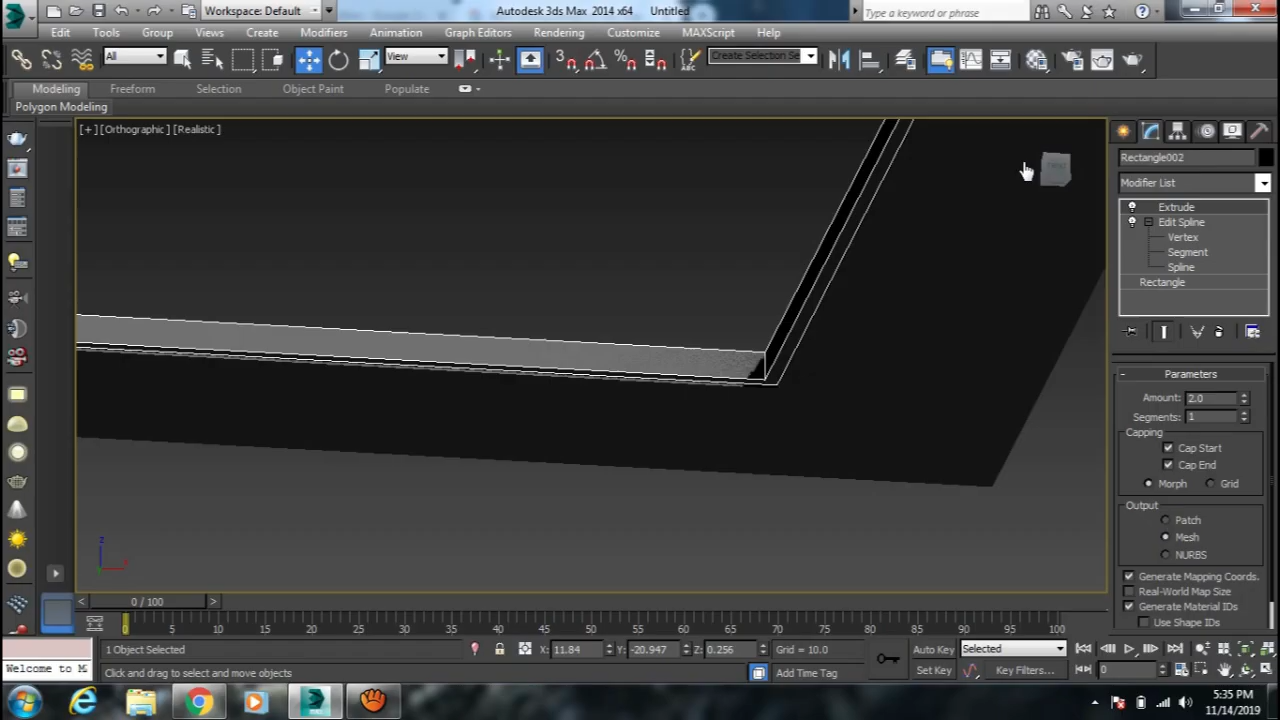 Workspace: Default
Autodesk 3ds Max 2014 x64
Untitled
Type a keyword or phrase
Edit
Tools
Group
Views
Create
Modifiers
Animation
Graph Editors
Rendering
Customize
MAXScript
Help
All
View
3
Create Selection Se
Modeling
Freeform
Selection
Object Paint
Populate
Polygon Modeling
[+] [Orthographic] [Realistic]
Rectangle002
Modifier List
Extrude
Edit Spline
Vertex
Segment
Spline
Rectangle
- Parameters
Amount: 2.0
Segments: 1
Capping
Cap Start
Cap End
Morph
Grid
Output
Patch
Mesh
NURBS
Generate Mapping Coords.
Real-World Map Size
Generate Material IDs
Use Shape IDs
z
< 0 / 100 >
0 5 10 15 20 25 30 35 40 45 50 55 60 65 70 75 80 85 90 95 100
1 Object Selected
X: 11.84
Y: -20.947
Z: 0.256
Grid = 10.0
Auto Key
Selected
Welcome to M
Click and drag to select and move objects
Add Time Tag
Set Key
Key Filters...
0
5:35 PM
11/14/2019